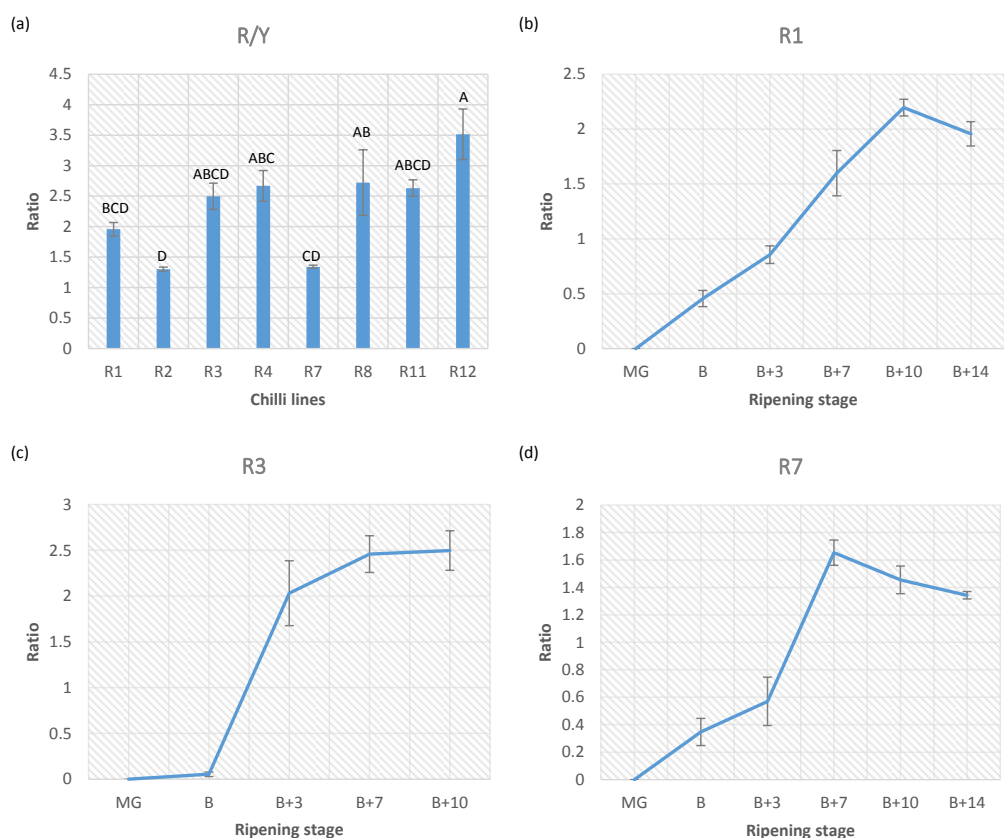 (a)
R/Y
4.5
4
3.5
3
2.5
2
1.5
1
0.5
0
Ratio
BCD
D
ABCD
ABC
CD
AB
ABCD
A
R1 R2 R3 R4 R7 R8 R11 R12
Chilli lines
(b)
R1
2.5
2
1.5
1
0.5
0
Ratio
MG B B+3 B+7 B+10 B+14
Ripening stage
(c)
R3
3
2.5
2
1.5
1
0.5
0
Ratio
MG B B+3 B+7 B+10
Ripening stage
(d)
R7
2
1.8
1.6
1.4
1.2
1
0.8
0.6
0.4
0.2
0
Ratio
MG B B+3 B+7 B+10 B+14
Ripening stage